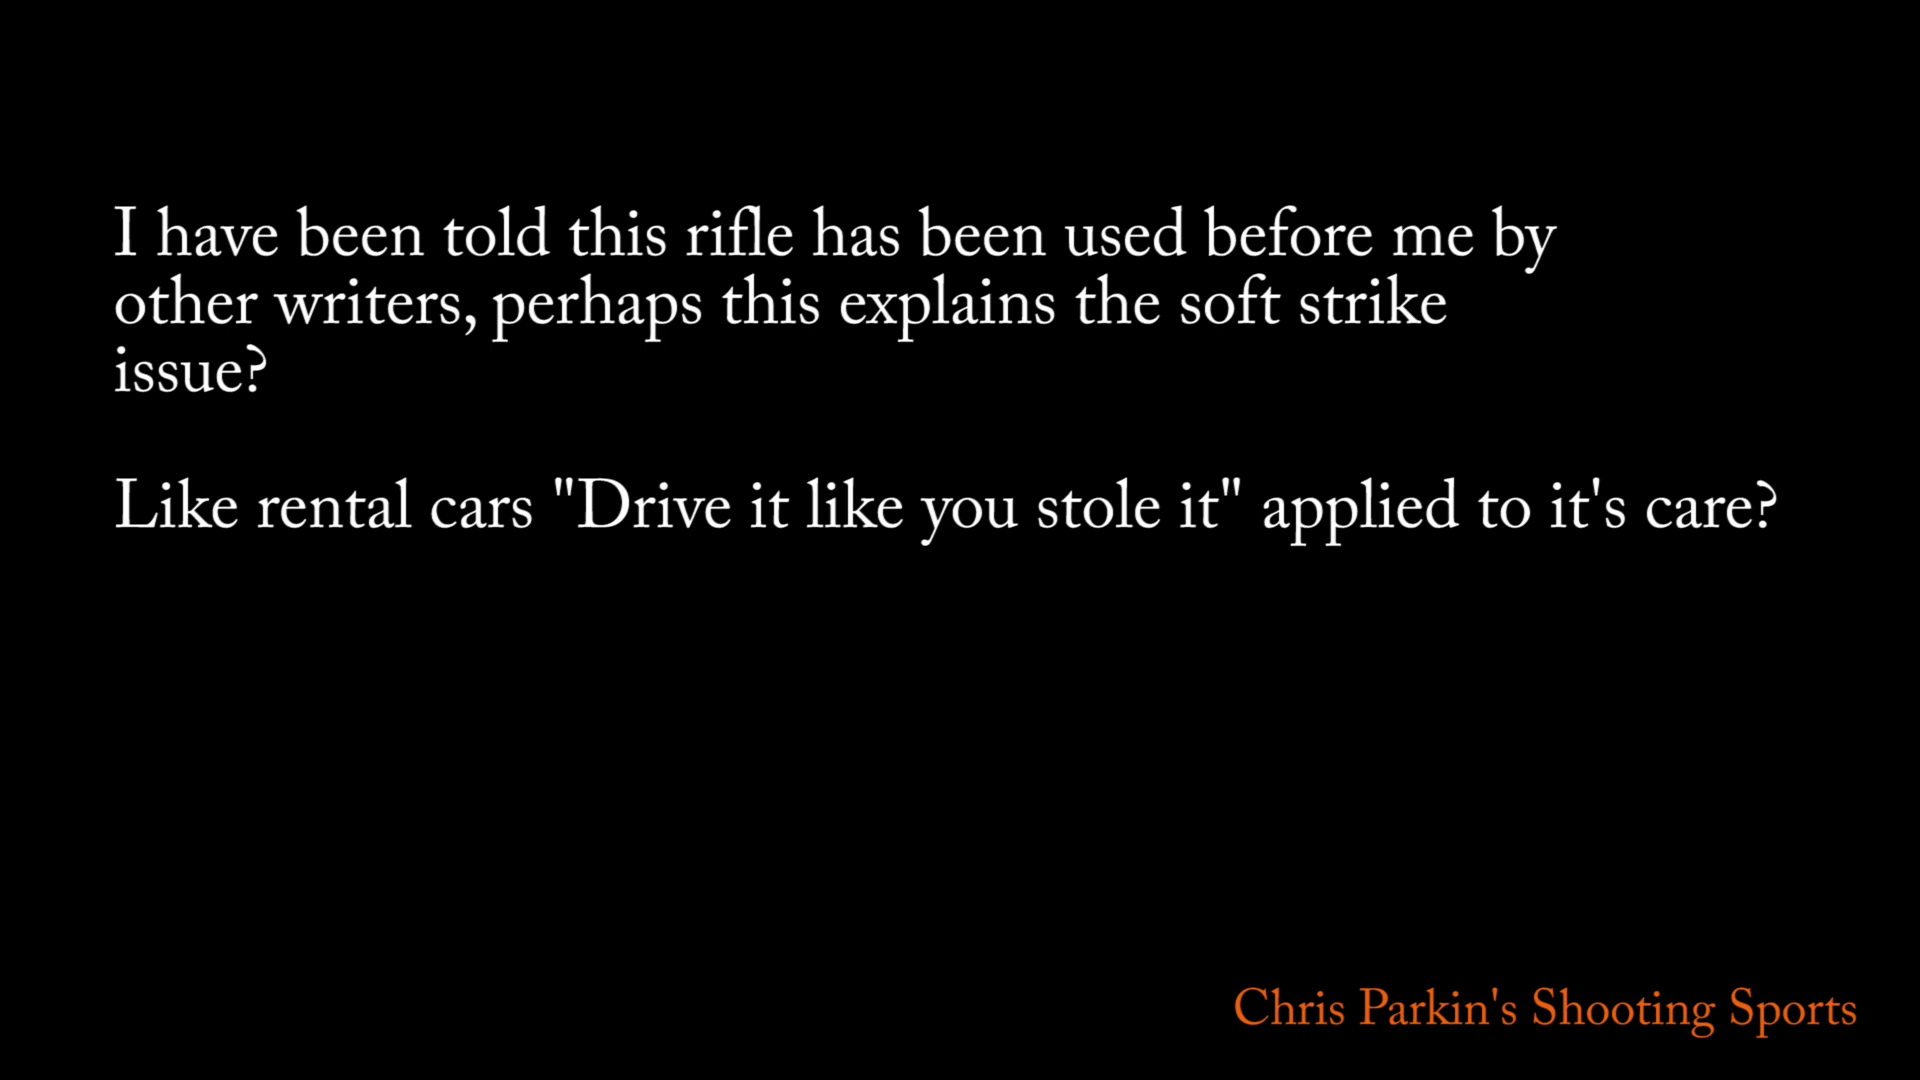 I have been told this rifle has been used before me by
other writers, perhaps this explains the soft strike
issue?
Like rental cars "Drive it like you stole it" applied to it's care?
Chris Parkin's Shooting Sports